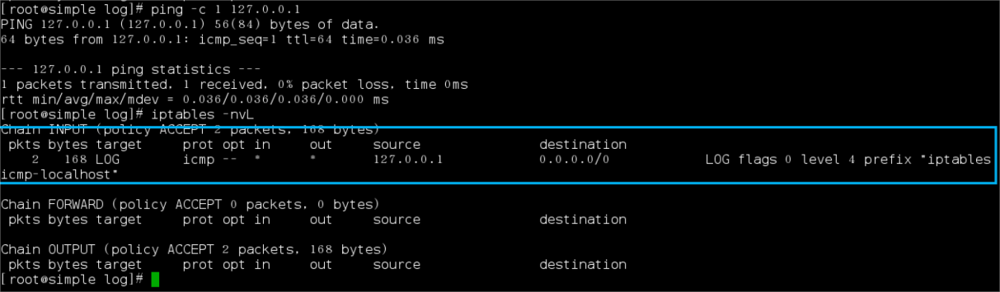 [root@simple log]# ping -c 1 127.0.0.1
PING 127.0.0.1 (127.0.0.1) 56(84) bytes of data.
64 bytes from 127.0.0.1: icmp_seq=1 ttl=64 time=0.036 ms
--- 127.0.0.1 ping statistics ---
1 packets transmitted, 1 received, 0% packet loss, time 0ms
rtt min/avg/max/mdev = 0.036/0.036/0.036/0.000 ms
[root@simple log]# iptables -nvL
Chain INPUT (policy ACCEPT 2 packets, 168 bytes)
pkts bytes target prot opt in out source destination
2 168 LOG icmp -- * * 127.0.0.1 0.0.0.0/0 LOG flags 0 level 4 prefix "iptables
icmp-localhost"
Chain FORWARD (policy ACCEPT 0 packets, 0 bytes)
pkts bytes target prot opt in out source destination
Chain OUTPUT (policy ACCEPT 2 packets, 168 bytes)
pkts bytes target prot opt in out source destination
[root@simple log]#